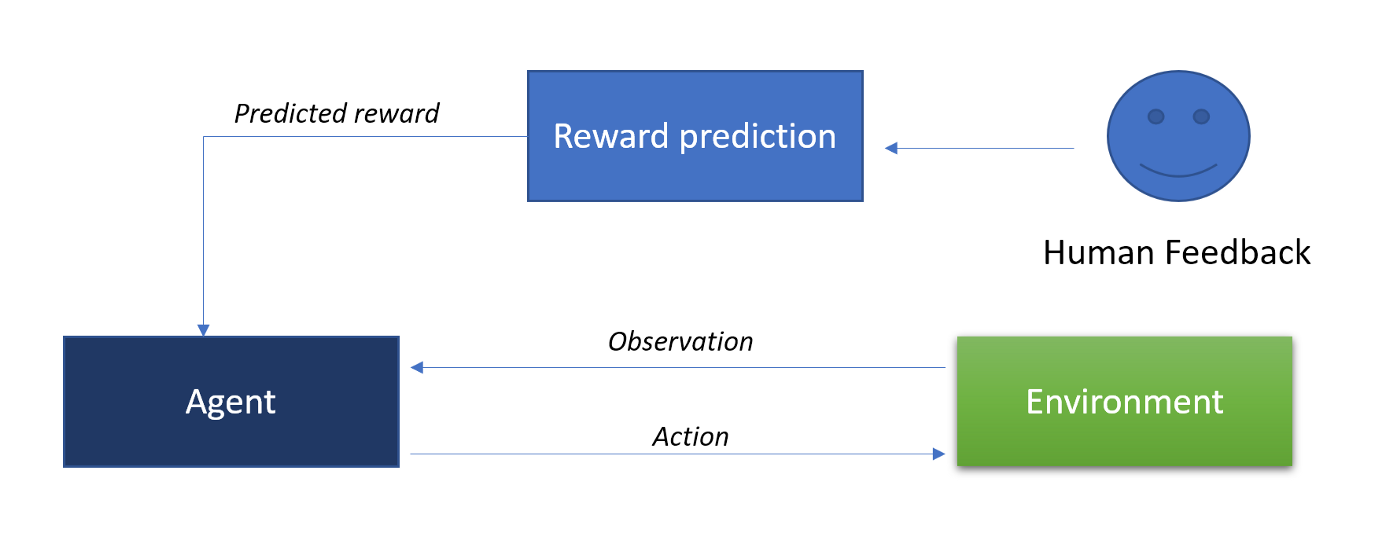 Predicted reward
Reward prediction
Human Feedback
Observation
Agent
Environment
Action